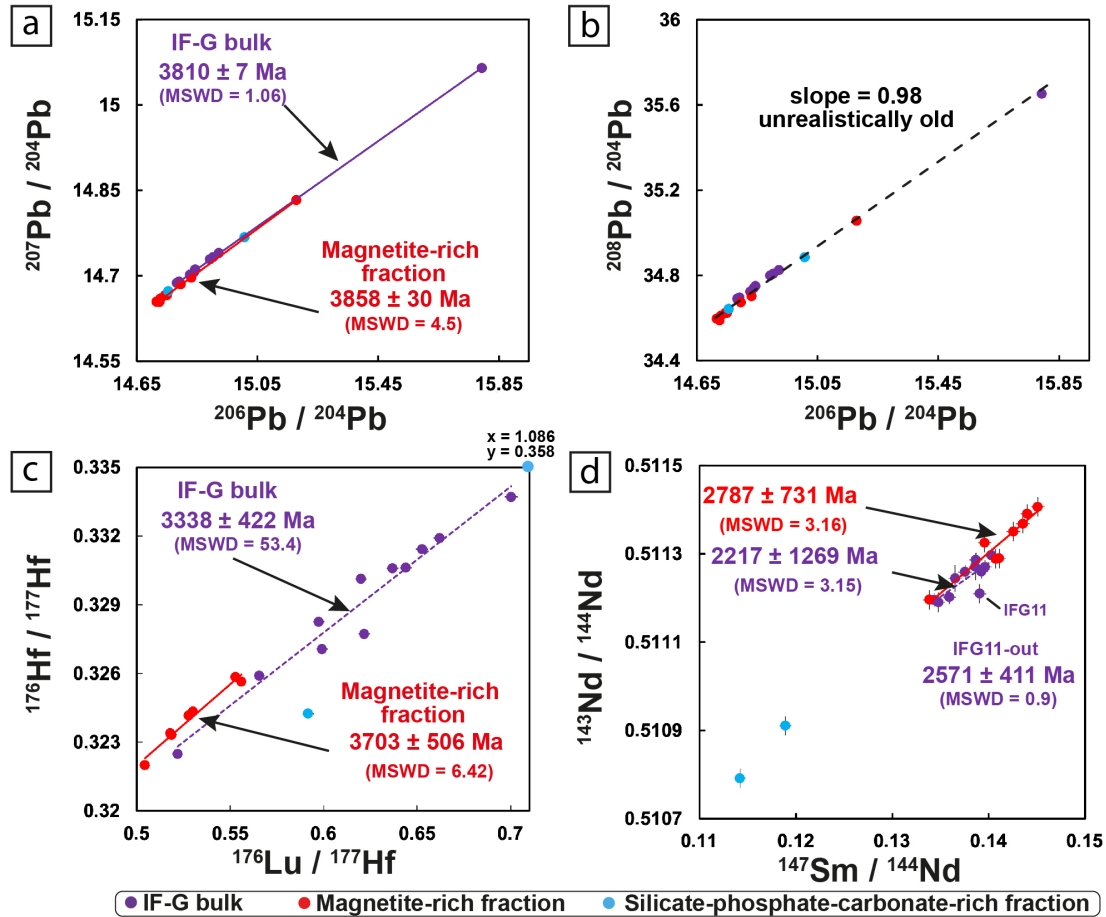 a
15.15
15
14.85
14.7
14.55
²⁰⁷Pb / ²⁰⁴Pb
IF-G bulk
3810 ± 7 Ma
(MSWD = 1.06)
Magnetite-rich
fraction
3858 ± 30 Ma
(MSWD = 4.5)
14.65
15.05
15.45
15.85
²⁰⁶Pb / ²⁰⁴Pb
b
36
35.6
35.2
34.8
34.4
²⁰⁸Pb / ²⁰⁴Pb
slope = 0.98
unrealistically old
14.65
15.05
15.45
15.85
²⁰⁶Pb / ²⁰⁴Pb
c
x = 1.086
y = 0.358
0.335
0.332
0.329
0.326
0.323
0.32
¹⁷⁶Hf / ¹⁷⁷Hf
IF-G bulk
3338 ± 422 Ma
(MSWD = 53.4)
Magnetite-rich
fraction
3703 ± 506 Ma
(MSWD = 6.42)
0.5
0.55
0.6
0.65
0.7
¹⁷⁶Lu / ¹⁷⁷Hf
d
0.5115
0.5113
0.5111
0.5109
0.5107
¹⁴³Nd / ¹⁴⁴Nd
2787 ± 731 Ma
(MSWD = 3.16)
2217 ± 1269 Ma
(MSWD = 3.15)
IFG11
IFG11-out
2571 ± 411 Ma
(MSWD = 0.9)
0.11
0.12
0.13
0.14
0.15
¹⁴⁷Sm / ¹⁴⁴Nd
IF-G bulk
Magnetite-rich fraction
Silicate-phosphate-carbonate-rich fraction